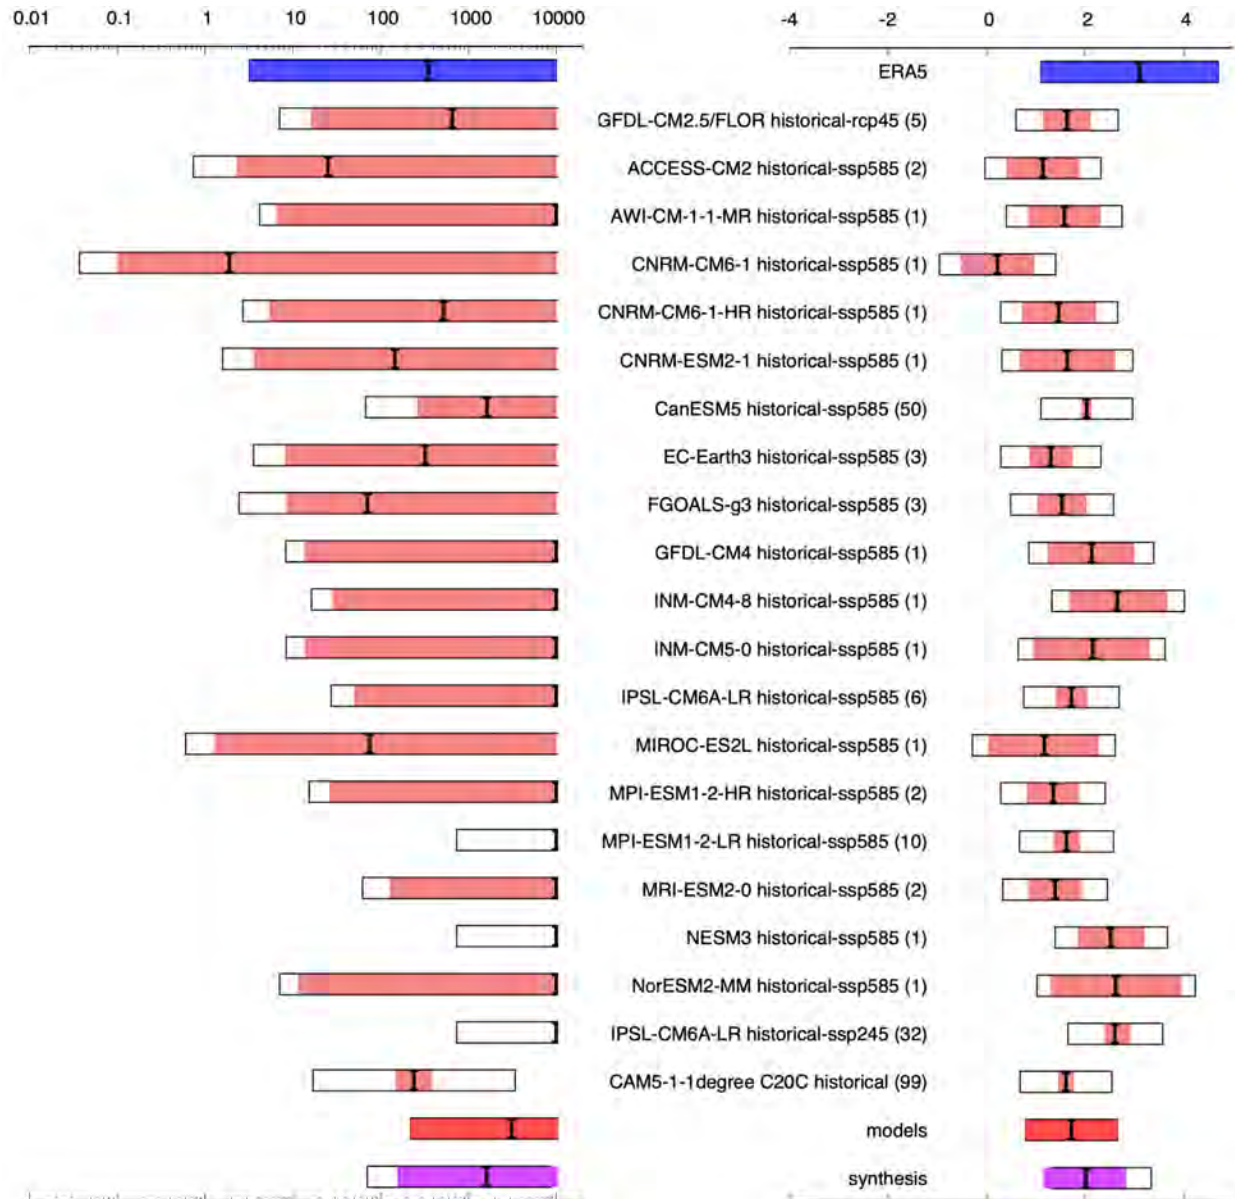 0.01 0.1 1 10 100 1000 10000 -4 -2 0 2 4
ERA5
GFDL-CM2.5/FLOR historical-rcp45 (5)
ACCESS-CM2 historical-ssp585 (2)
AWI-CM-1-1-MR historical-ssp585 (1)
CNRM-CM6-1 historical-ssp585 (1)
CNRM-CM6-1-HR historical-ssp585 (1)
CNRM-ESM2-1 historical-ssp585 (1)
CanESM5 historical-ssp585 (50)
EC-Earth3 historical-ssp585 (3)
FGOALS-g3 historical-ssp585 (3)
GFDL-CM4 historical-ssp585 (1)
INM-CM4-8 historical-ssp585 (1)
INM-CM5-0 historical-ssp585 (1)
IPSL-CM6A-LR historical-ssp585 (6)
MIROC-ES2L historical-ssp585 (1)
MPI-ESM1-2-HR historical-ssp585 (2)
MPI-ESM1-2-LR historical-ssp585 (10)
MRI-ESM2-0 historical-ssp585 (2)
NESM3 historical-ssp585 (1)
NorESM2-MM historical-ssp585 (1)
IPSL-CM6A-LR historical-ssp245 (32)
CAM5-1-1degree C20C historical (99)
models
synthesis